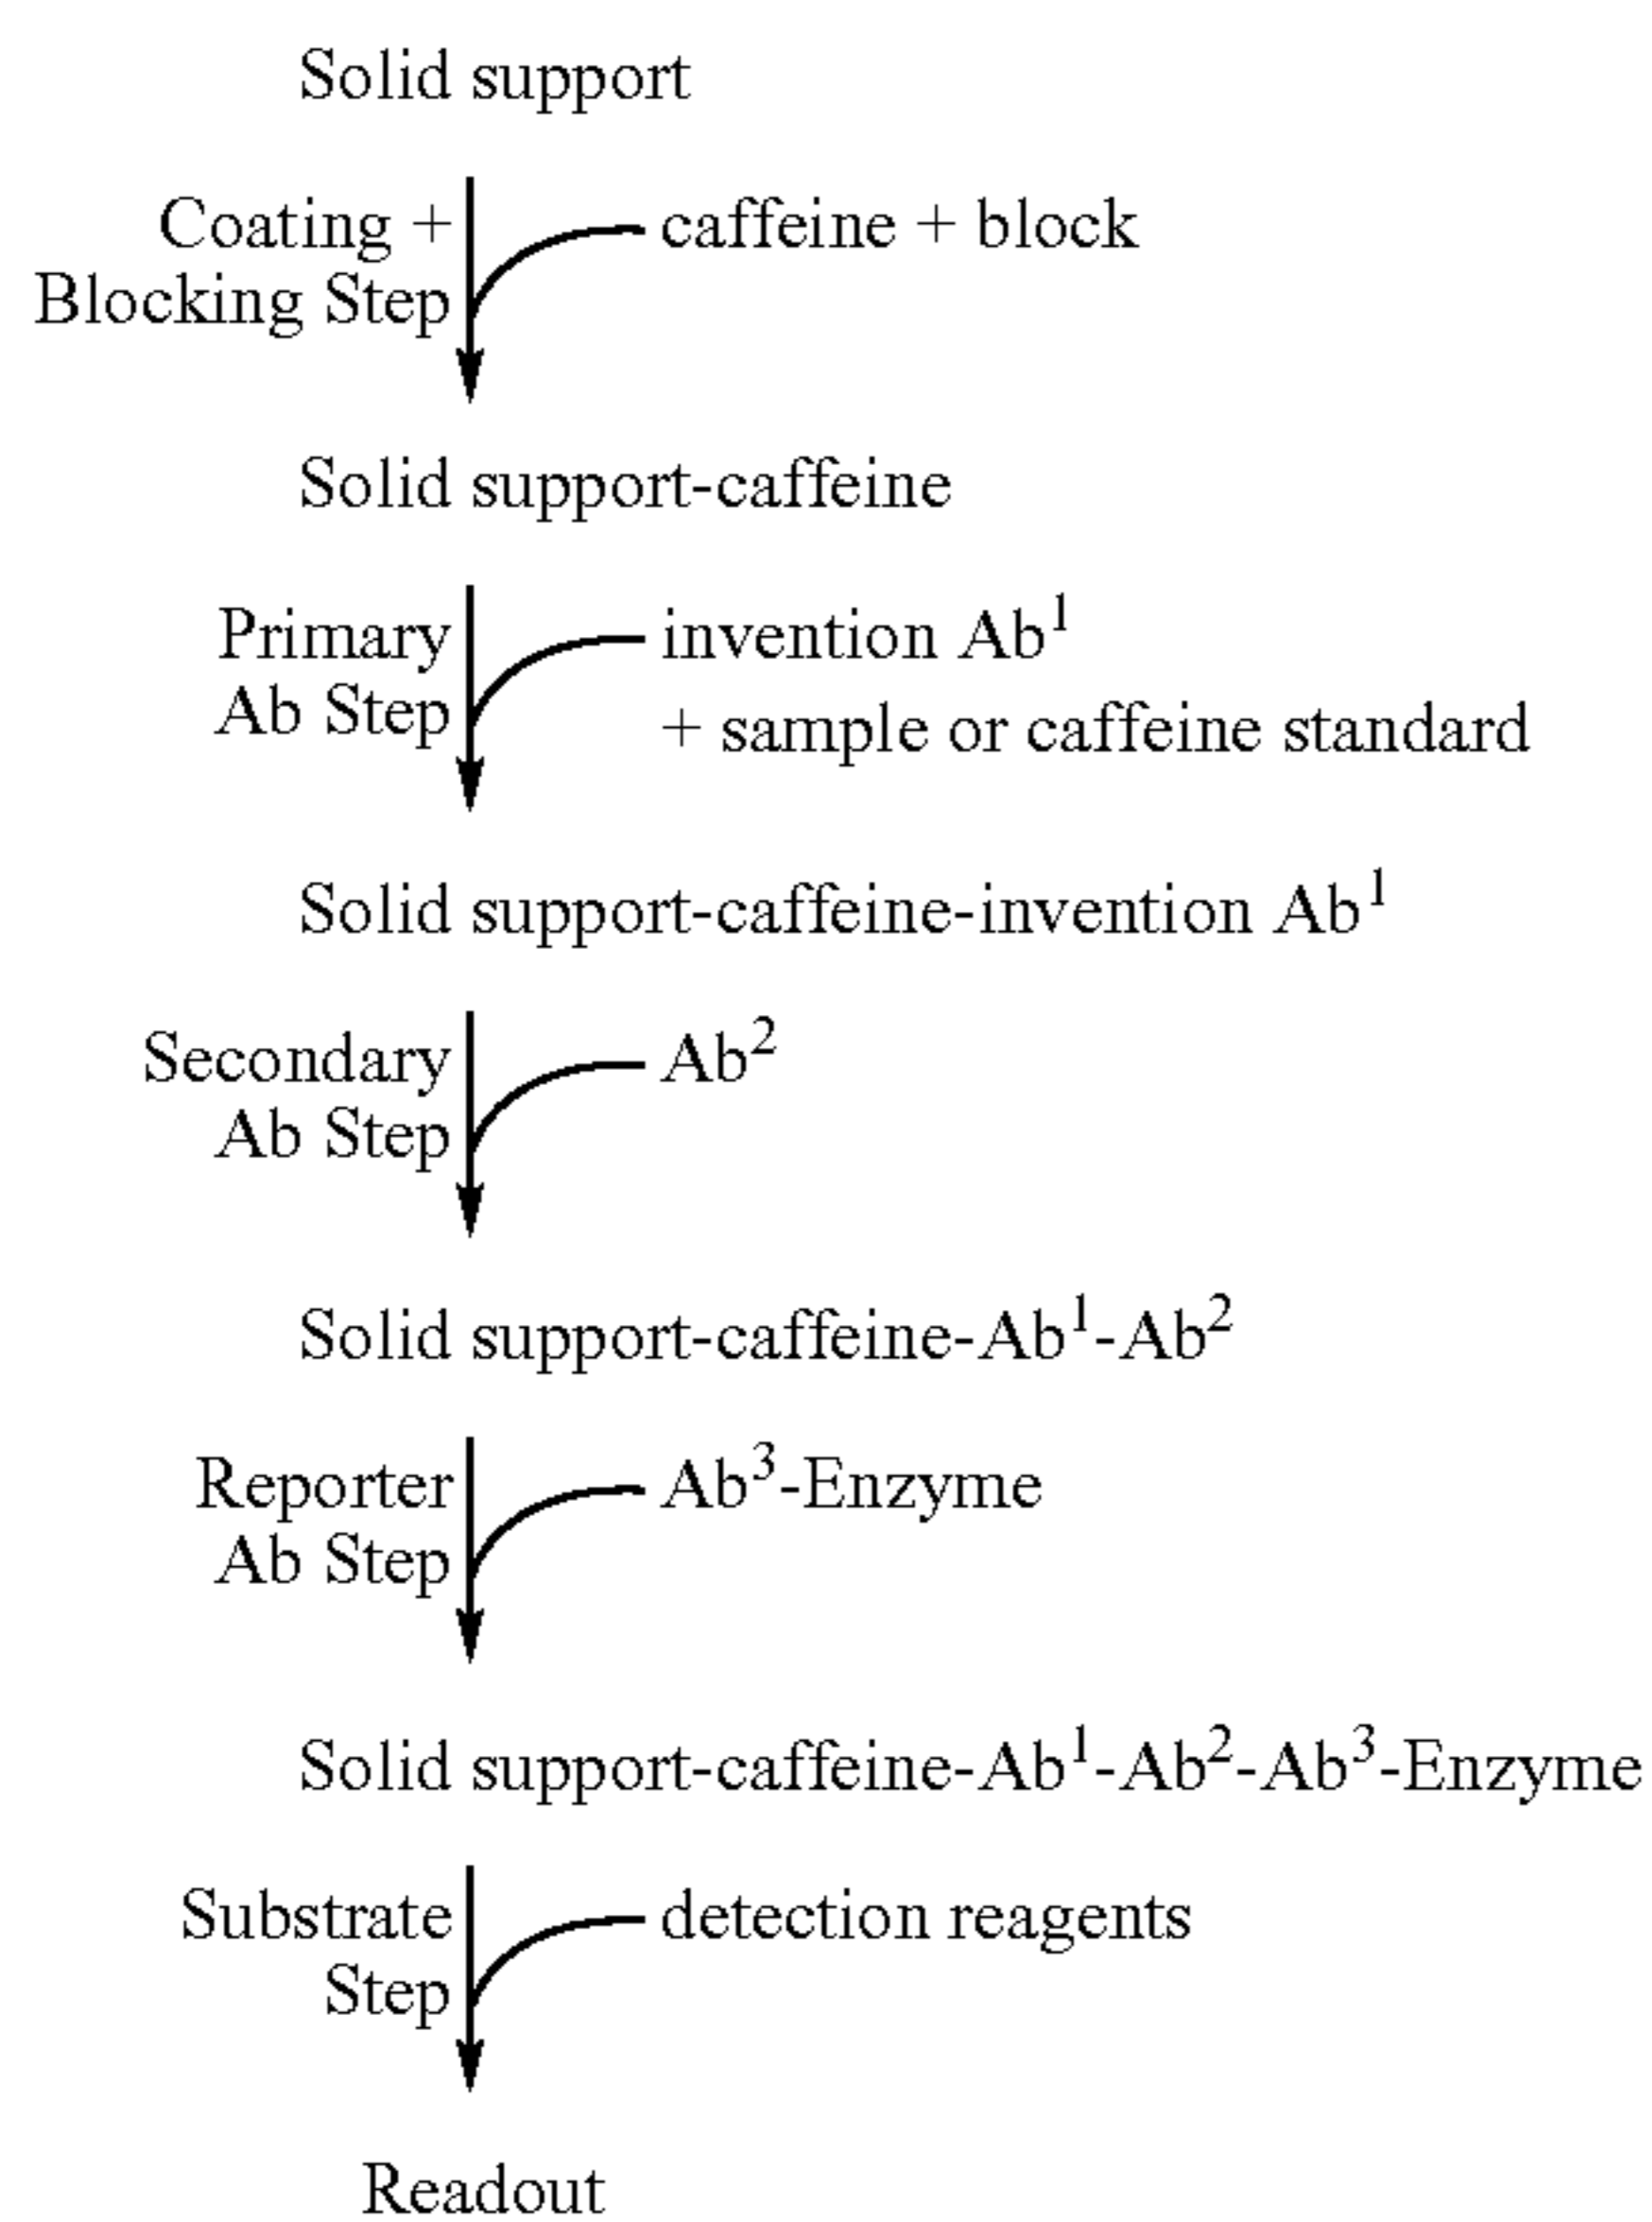 Solid support
Coating +
Blocking Step
caffeine + block
Solid support-caffeine
Primary
Ab Step
invention Ab¹
+ sample or caffeine standard
Solid support-caffeine-invention Ab¹
Secondary
Ab Step
Ab²
Solid support-caffeine-Ab¹-Ab²
Reporter
Ab Step
Ab³-Enzyme
Solid support-caffeine-Ab¹-Ab²-Ab³-Enzyme
Substrate
Step
detection reagents
Readout